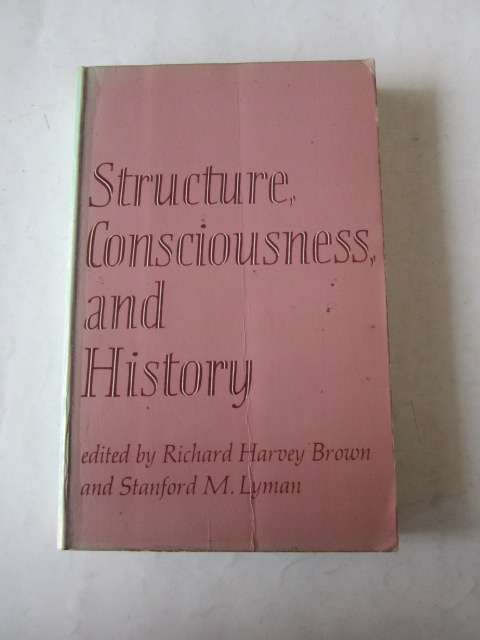 Structure,
Consciousness,
and
History
edited by Richard Harvey Brown
and Stanford M. Lyman